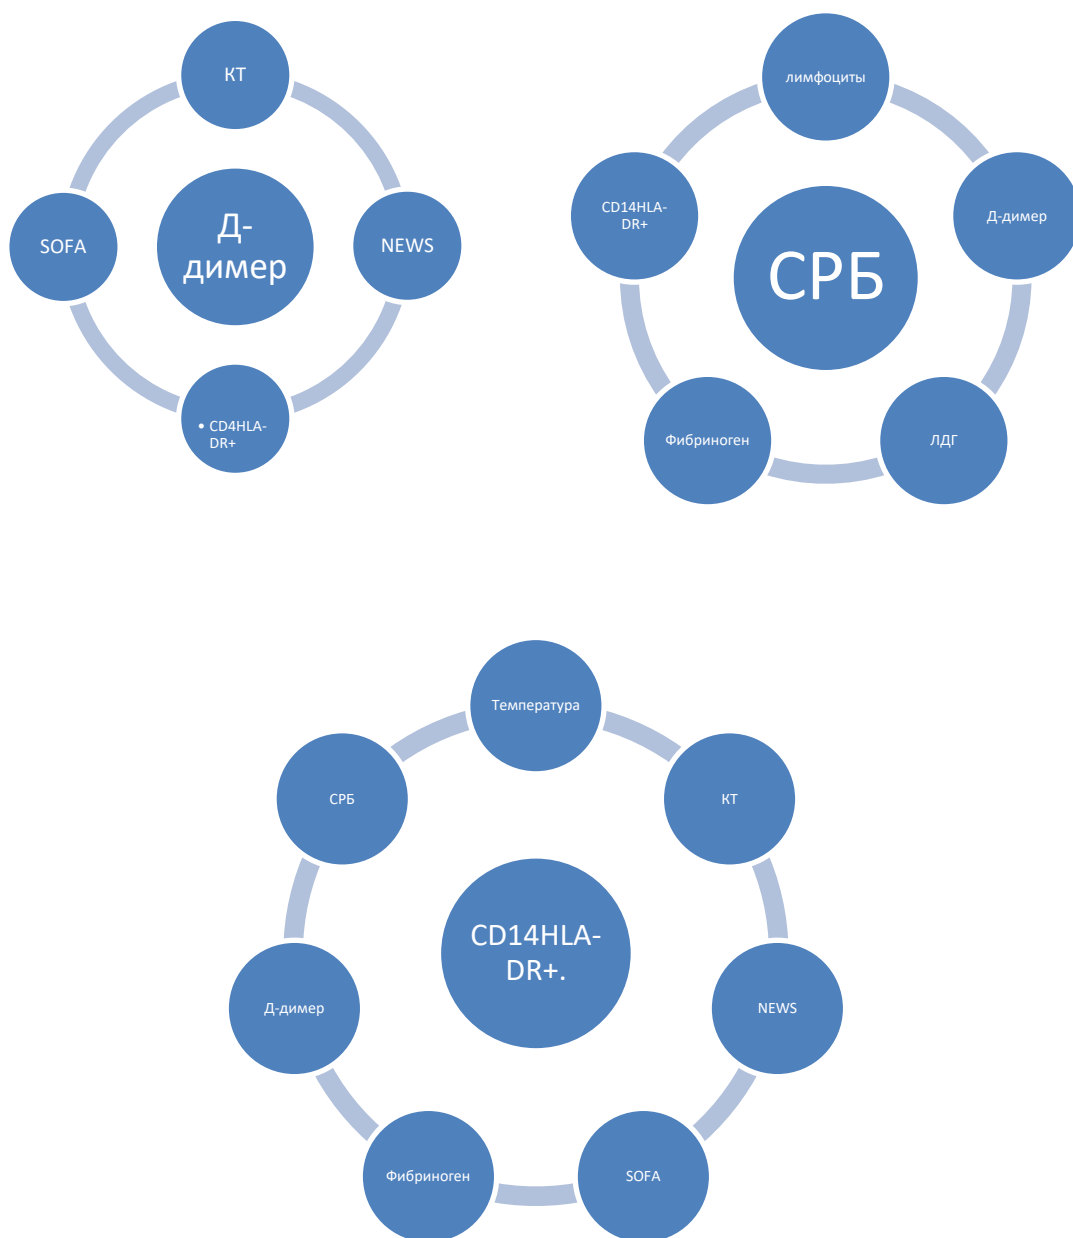 КТ
SOFA
Д-
димер
NEWS
• CD4HLA-
DR+
лимфоциты
CD14HLA-
DR+
Д-димер
СРБ
Фибриноген
ЛДГ
Температура
СРБ
КТ
CD14HLA-
DR+.
Д-димер
NEWS
Фибриноген
SOFA